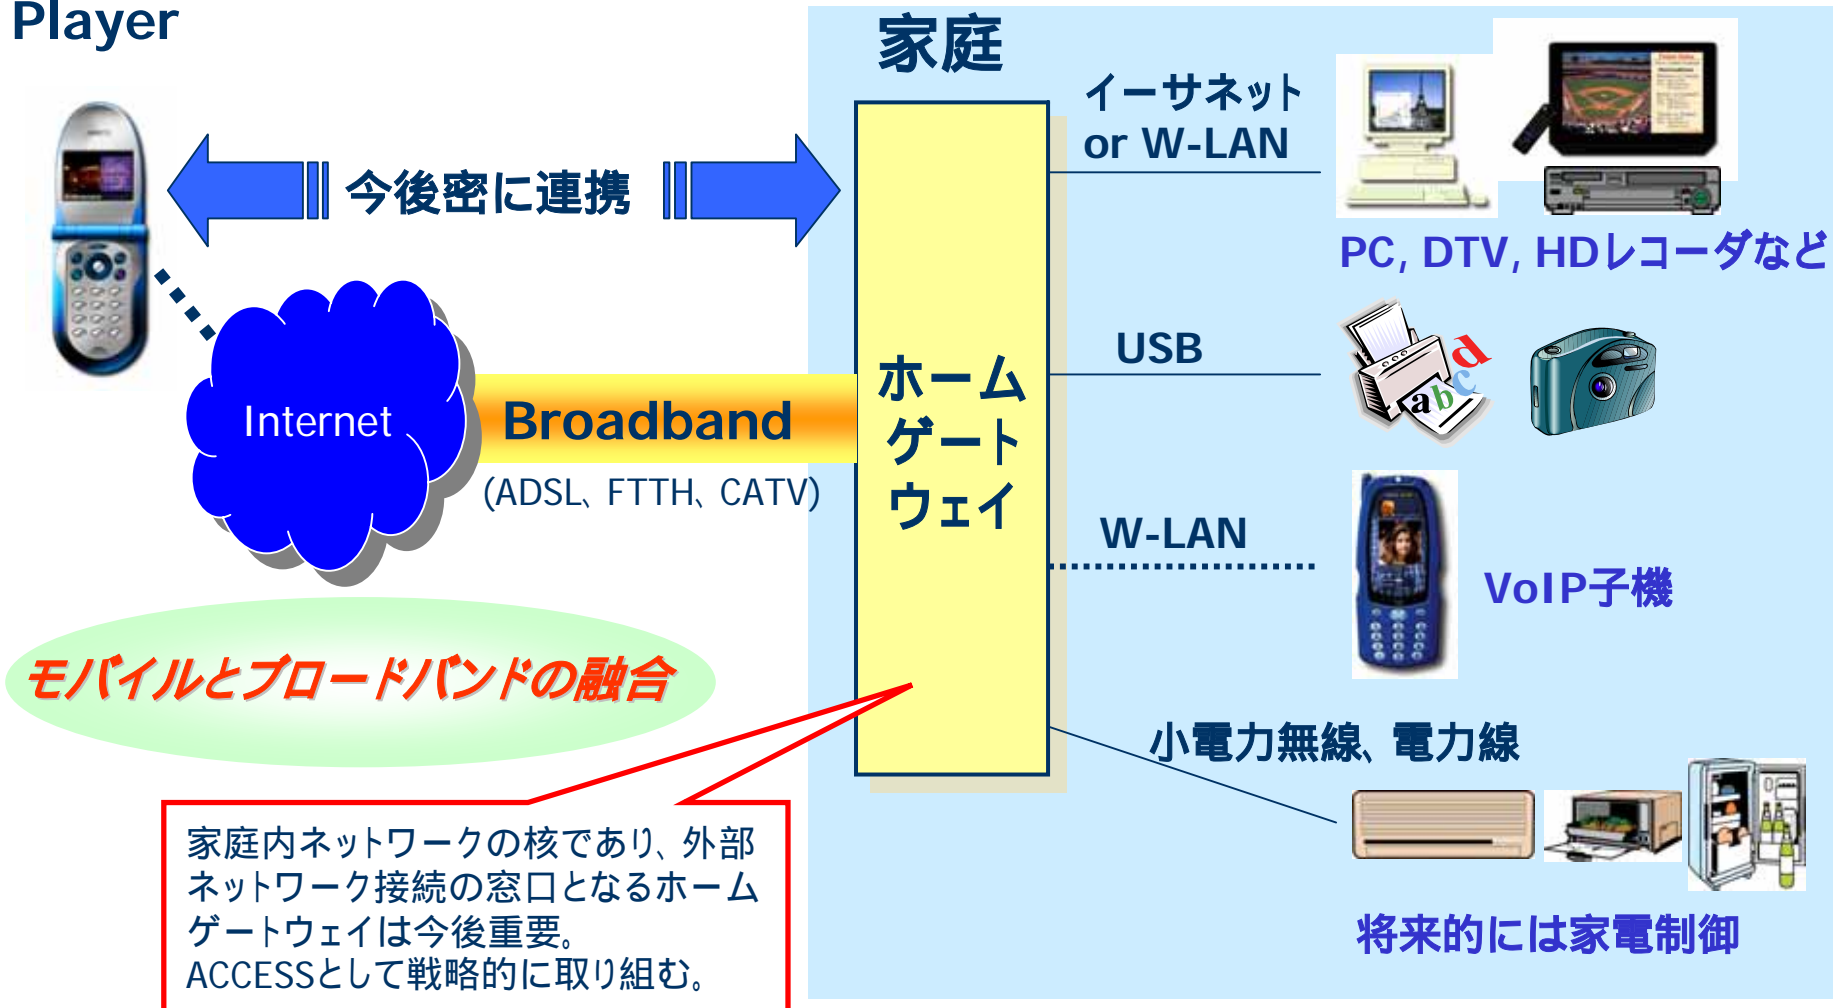 Player
家庭
イーサネット
or W-LAN
今後密に連携
PC, DTV, HDレコーダなど
USB
abcd
ホーム
ゲート
ウェイ
Internet
Broadband
(ADSL、FTTH、CATV)
W-LAN
VoIP子機
モバイルとブロードバンドの融合
小電力無線、電力線
家庭内ネットワークの核であり、外部
ネットワーク接続の窓口となるホーム
ゲートウェイは今後重要。
ACCESSとして戦略的に取り組む。
将来的には家電制御